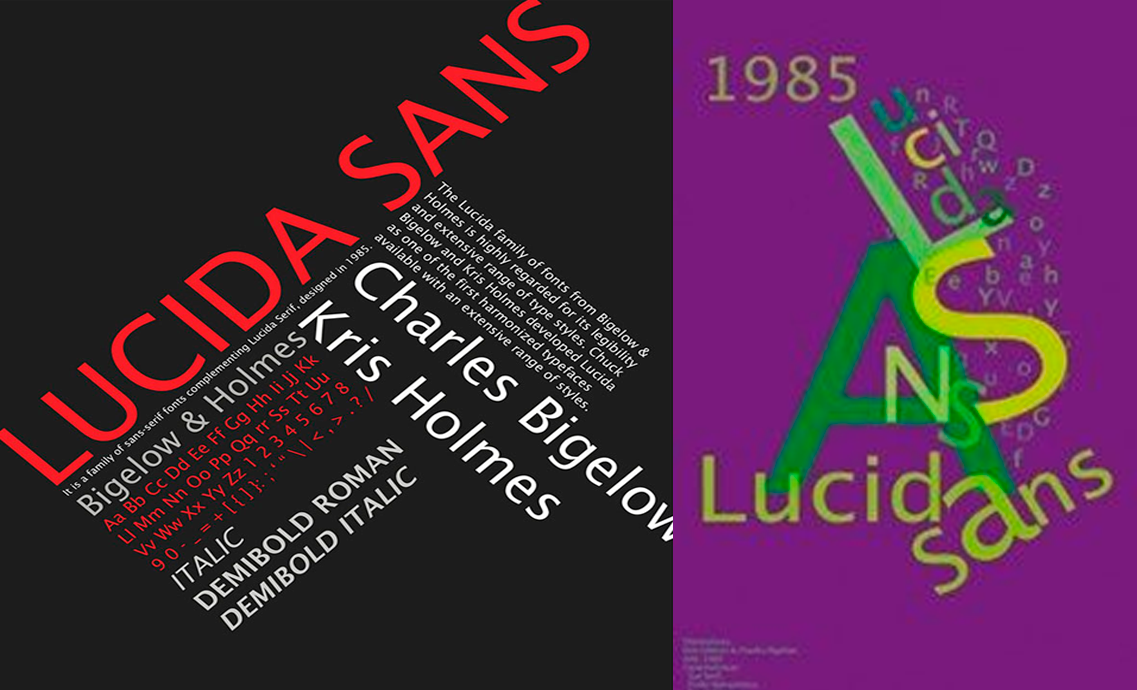 LUCIDA SANS
It is a family of sans-serif fonts complementing Lucida Serif, designed in 1985.
Bigelow & Holmes
Aa Bb Cc Dd Ee Ff Gg Hh Ii Jj Kk
Ll Mm Nn Oo Pp Qq rr Ss Tt Uu
Vv Ww Xx Yy Zz 1 2 3 4 5 6 7 8
9 0 - = + [ { ] } ; : ' " \ | < , > . ? /
ITALIC
DEMIBOLD ROMAN
DEMIBOLD ITALIC
The Lucida family of fonts from Bigelow &
Holmes is highly regarded for its legibility
and extensive range of type styles. Chuck
Bigelow and Kris Holmes developed Lucida
as one of the first harmonized typefaces
available with an extensive range of styles.
Charles Bigelow
Kris Holmes
1985
Lucida
S
A
NS
Lucida
sans